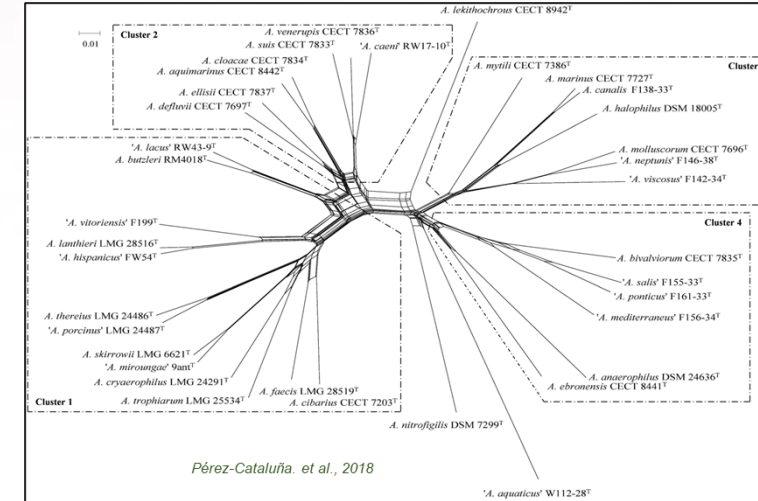 A. lekithochrous CECT 8942ᵀ
0.01
Cluster 2
A. venerupis CECT 7836ᵀ
A. suis CECT 7833ᵀ
'A. caeni' RW17-10ᵀ
A. cloacae CECT 7834ᵀ
A. aquimarinus CECT 8442ᵀ
A. ellisii CECT 7837ᵀ
A. defluvii CECT 7697ᵀ
Cluster
A. mytili CECT 7386ᵀ
A. marinus CECT 7727ᵀ
A. canalis F138-33ᵀ
A. halophilus DSM 18005ᵀ
A. molluscorum CECT 7696ᵀ
'A. neptunis' F146-38ᵀ
'A. viscosus' F142-34ᵀ
'A. lacus' RW43-9ᵀ
A. butzleri RM4018ᵀ
'A. vitoriensis' F199ᵀ
A. lanthieri LMG 28516ᵀ
'A. hispanicus' FW54ᵀ
A. thereius LMG 24486ᵀ
'A. porcinus' LMG 24487ᵀ
A. skirrowii LMG 6621ᵀ
'A. miroungae' 9antᵀ
A. cryaerophilus LMG 24291ᵀ
A. trophiarum LMG 25534ᵀ
A. faecis LMG 28519ᵀ
A. cibarius CECT 7203ᵀ
Cluster 1
Cluster 4
A. bivalviorum CECT 7835ᵀ
'A. salis' F155-33ᵀ
'A. ponticus' F161-33ᵀ
'A. mediterraneus' F156-34ᵀ
A. anaerophilus DSM 24636ᵀ
A. ebronensis CECT 8441ᵀ
A. nitrofigilis DSM 7299ᵀ
'A. aquaticus' W112-28ᵀ
Pérez-Cataluña. et al., 2018